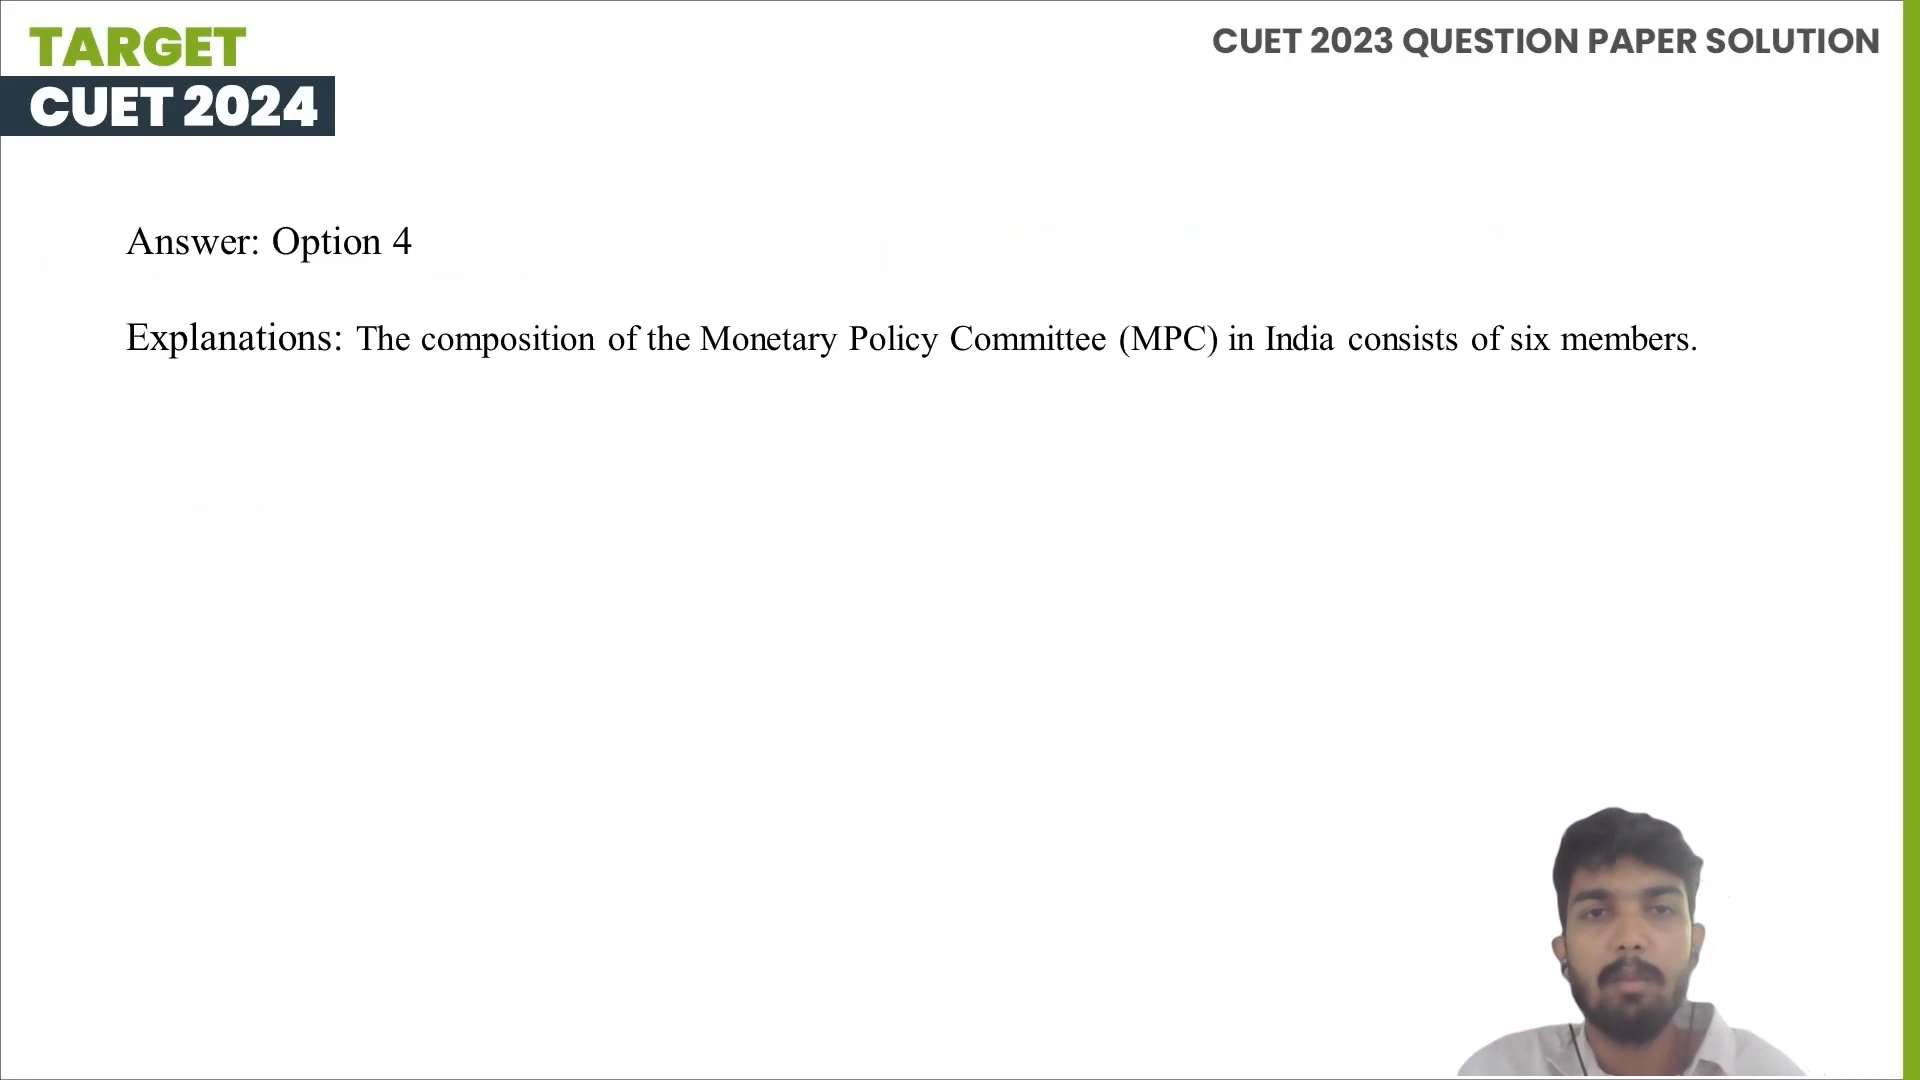 TARGET
CUET 2024
CUET 2023 QUESTION PAPER SOLUTION
Answer: Option 4
Explanations: The composition of the Monetary Policy Committee (MPC) in India consists of six members.